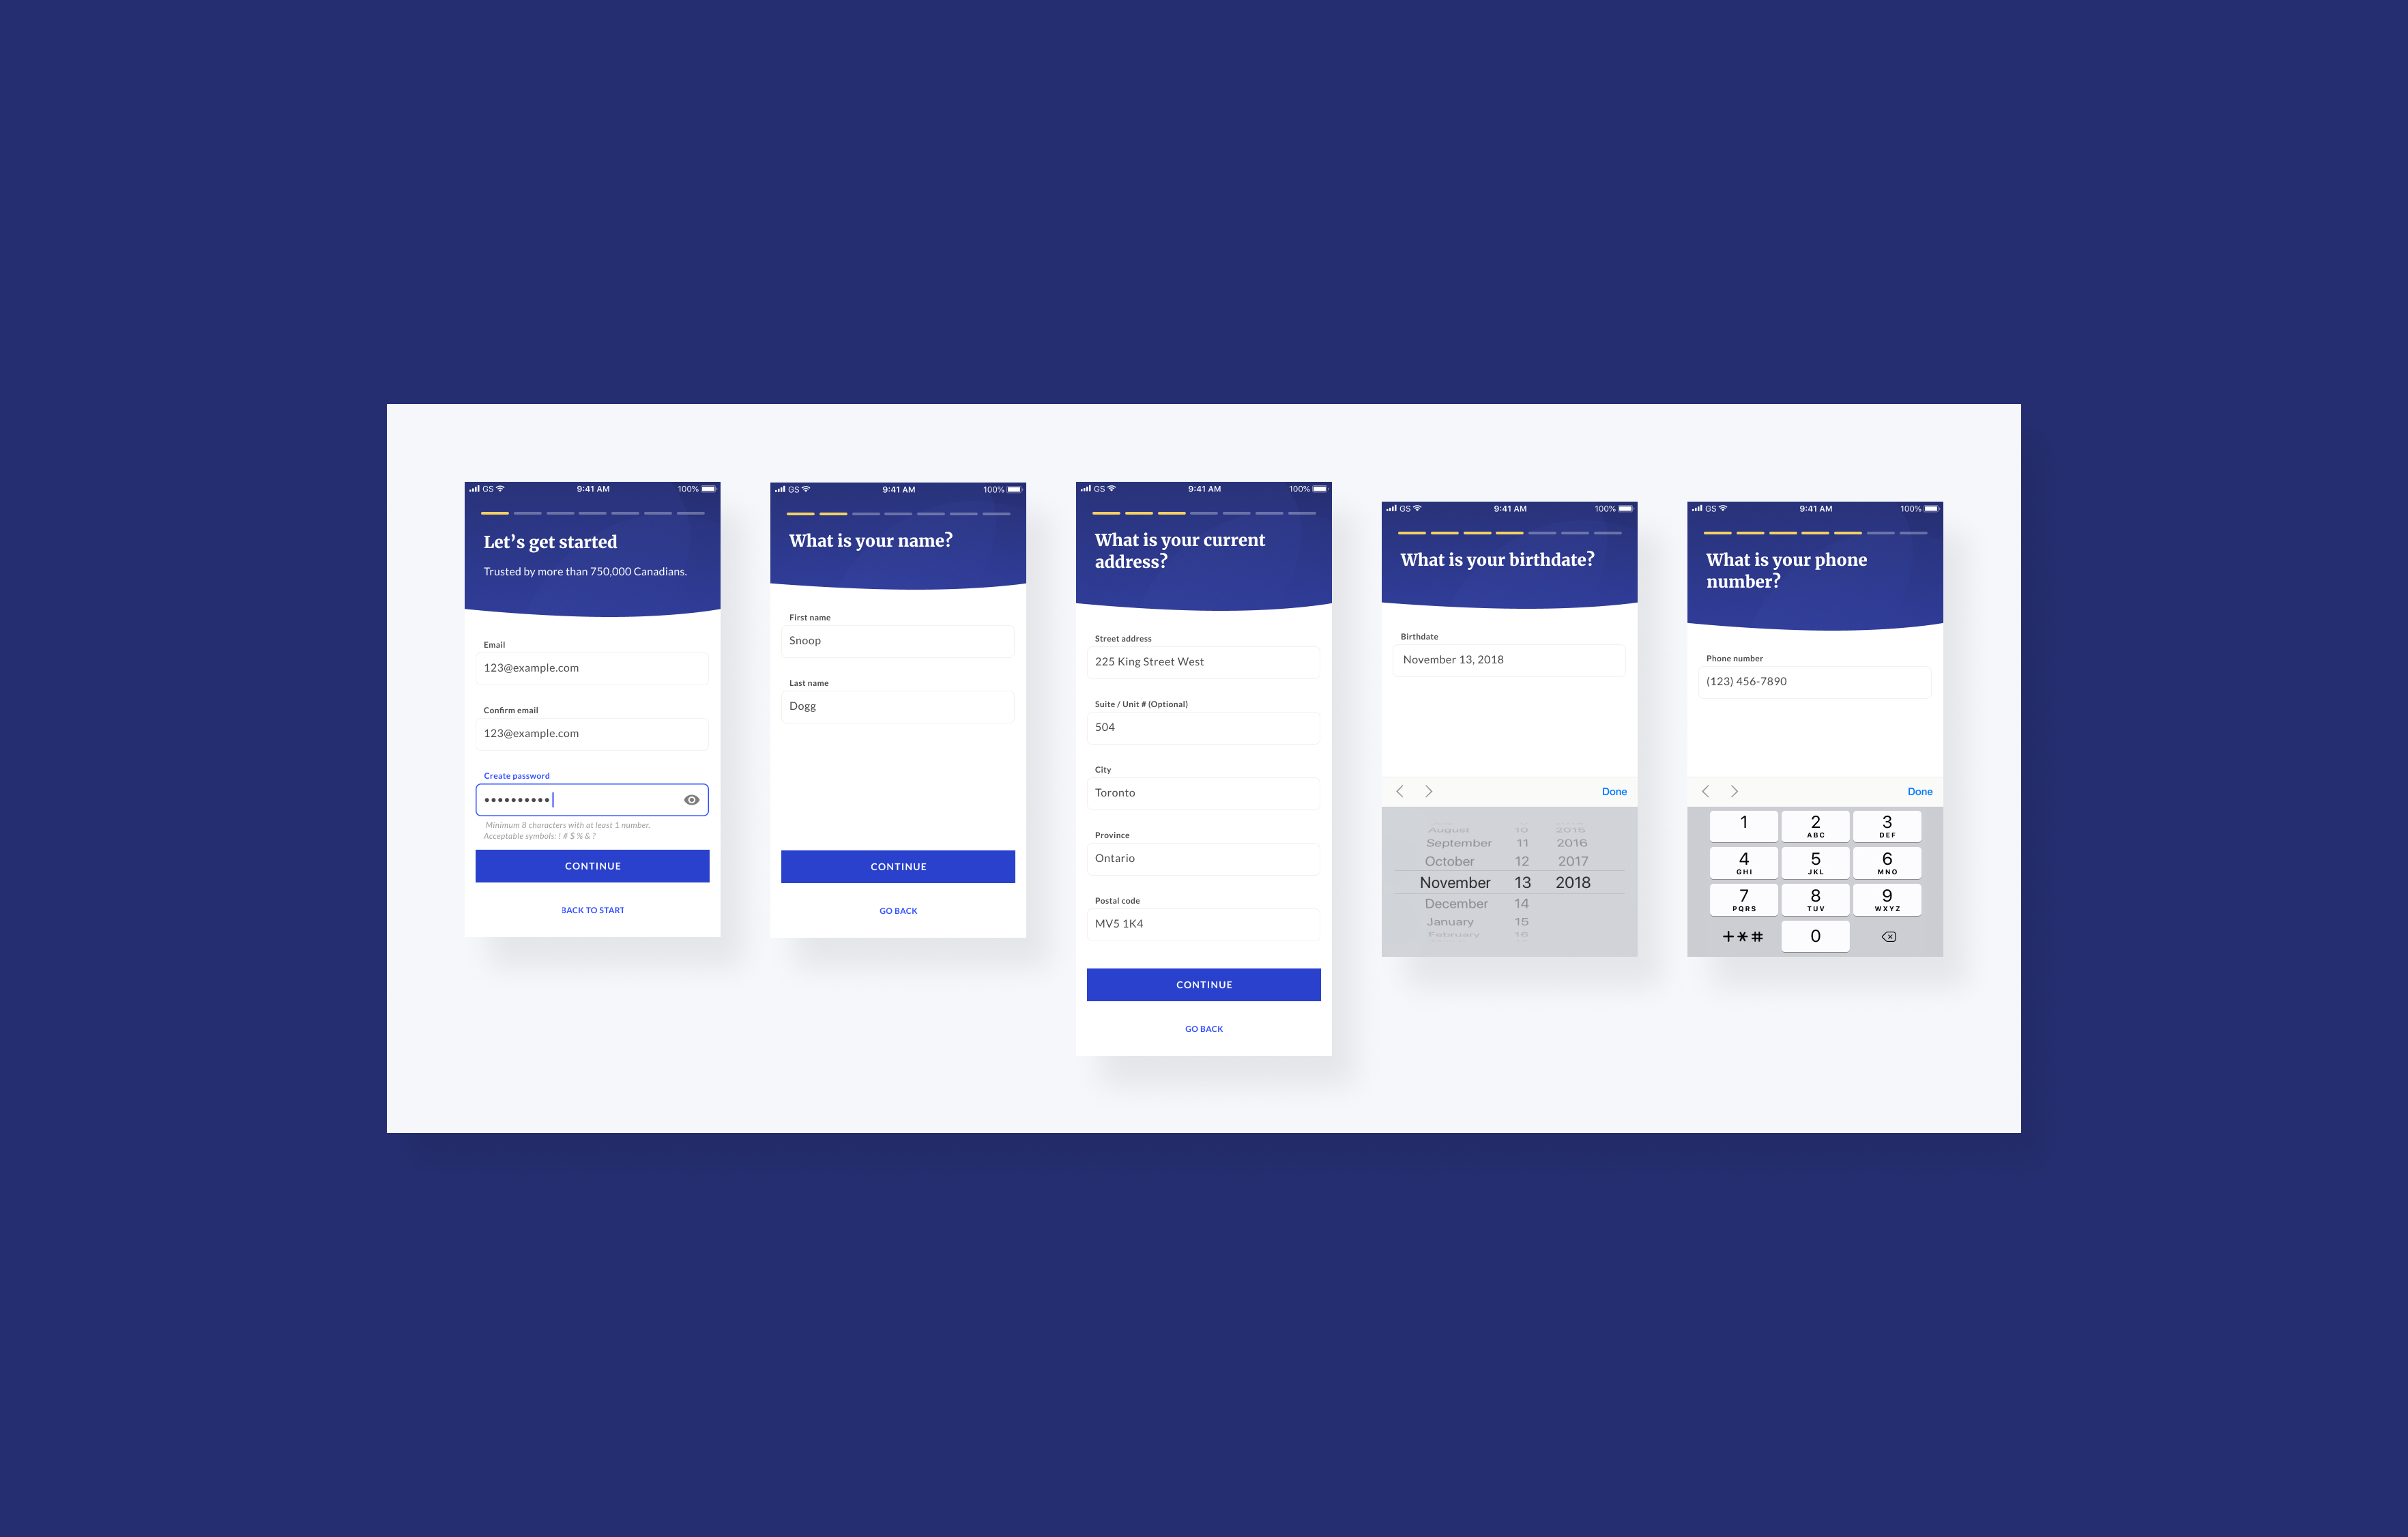 GS 9:41 AM 100%
Let's get started
Trusted by more than 750,000 Canadians.
Email
123@example.com
Confirm email
123@example.com
Create password
Minimum 8 characters with at least 1 number.
Acceptable symbols: ! # $ % & ?
CONTINUE
BACK TO START
GS 9:41 AM 100%
What is your name?
First name
Snoop
Last name
Dogg
CONTINUE
GO BACK
GS 9:41 AM 100%
What is your current
address?
Street address
225 King Street West
Suite / Unit # (Optional)
504
City
Toronto
Province
Ontario
Postal code
MV5 1K4
CONTINUE
GO BACK
GS 9:41 AM 100%
What is your birthdate?
Birthdate
November 13, 2018
Done
August 10 2015
September 11 2016
October 12 2017
November 13 2018
December 14
January 15
February 16
GS 9:41 AM 100%
What is your phone
number?
Phone number
(123) 456-7890
Done
1 2 3
ABC DEF
4 5 6
GHI JKL MNO
7 8 9
PQRS TUV WXYZ
+*# 0